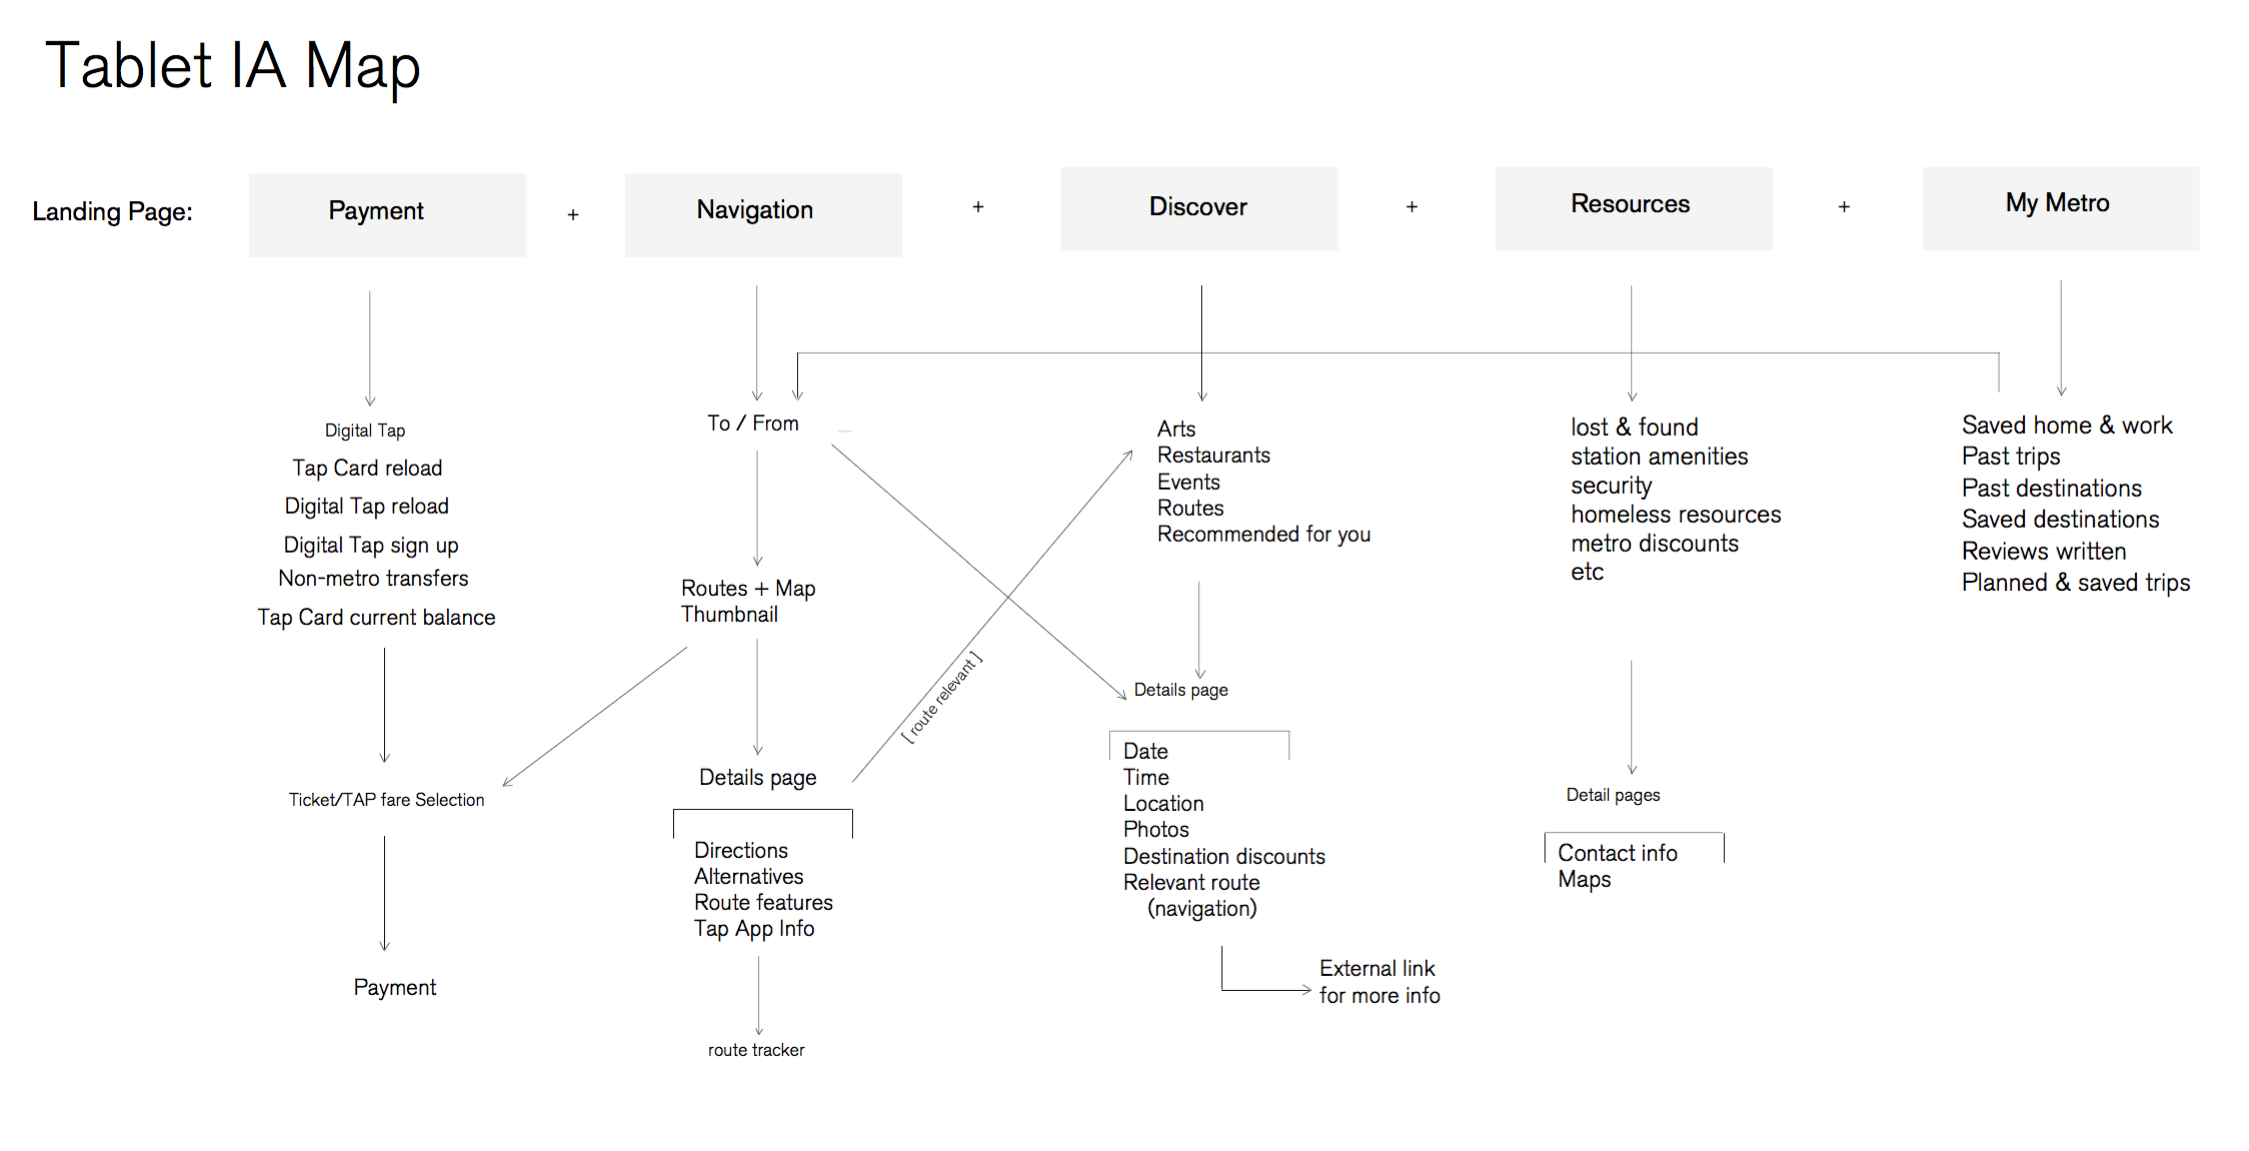 Tablet IA Map
Landing Page:
Payment
+
Navigation
+
Discover
+
Resources
+
My Metro
Digital Tap
Tap Card reload
Digital Tap reload
Digital Tap sign up
Non-metro transfers
Tap Card current balance
Ticket/TAP fare Selection
Payment
To / From
Routes + Map
Thumbnail
Details page
Directions
Alternatives
Route features
Tap App Info
route tracker
[ route relevant ]
Arts
Restaurants
Events
Routes
Recommended for you
Details page
Date
Time
Location
Photos
Destination discounts
Relevant route
(navigation)
External link
for more info
lost & found
station amenities
security
homeless resources
metro discounts
etc
Detail pages
Contact info
Maps
Saved home & work
Past trips
Past destinations
Saved destinations
Reviews written
Planned & saved trips